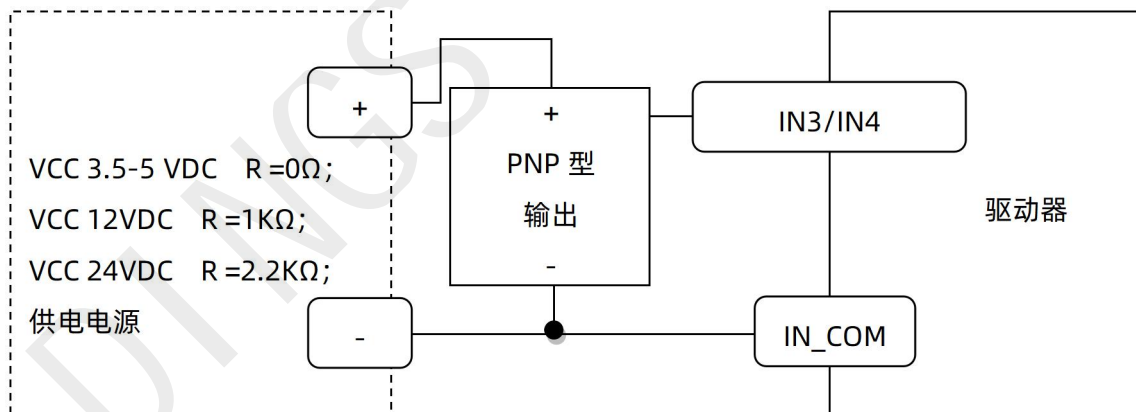 +
VCC 3.5-5 VDC R =0Ω；
VCC 12VDC R =1KΩ；
VCC 24VDC R =2.2KΩ；
供电电源
-
+
PNP 型
输出
-
IN3/IN4
驱动器
IN_COM
DINGS